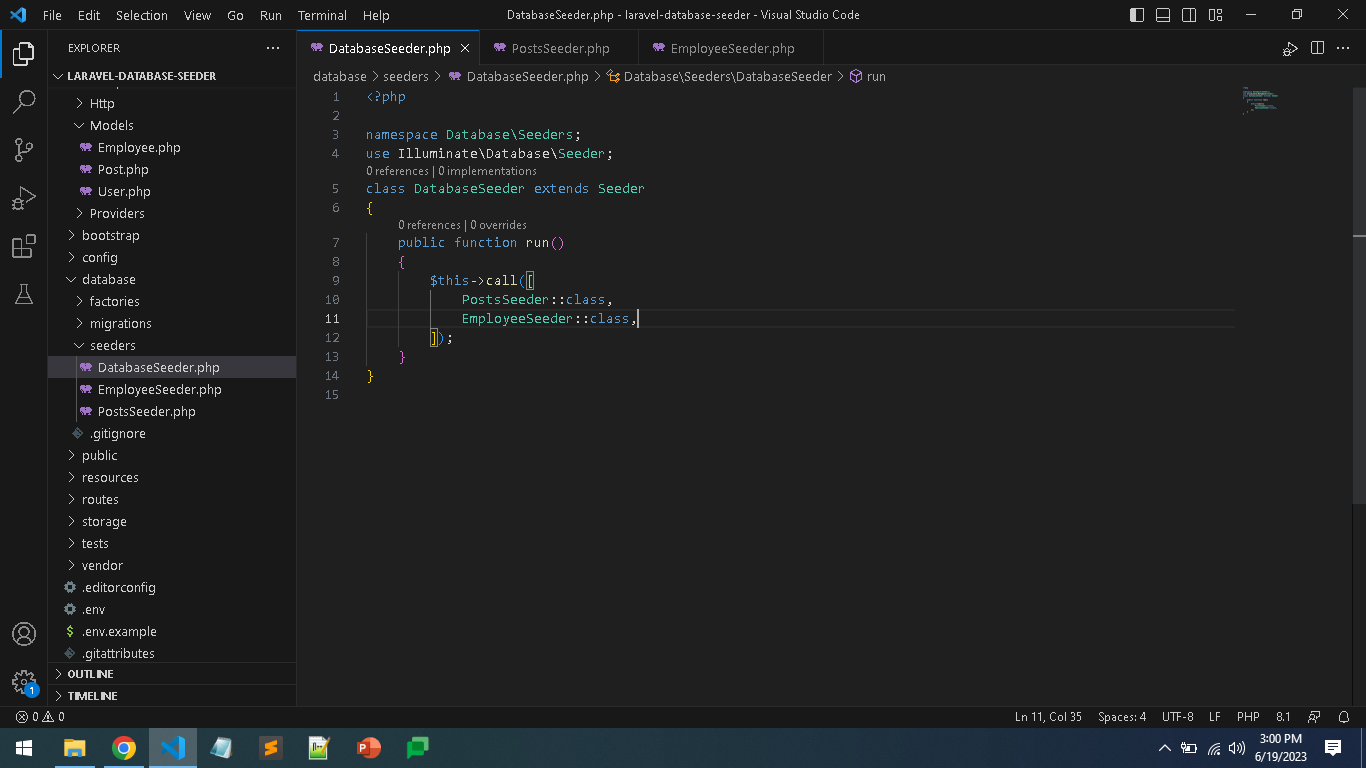 File Edit Selection View Go Run Terminal Help
DatabaseSeeder.php - laravel-database-seeder - Visual Studio Code
EXPLORER
LARAVEL-DATABASE-SEEDER
Http
Models
Employee.php
Post.php
User.php
Providers
bootstrap
config
database
factories
migrations
seeders
DatabaseSeeder.php
EmployeeSeeder.php
PostsSeeder.php
.gitignore
public
resources
routes
storage
tests
vendor
.editorconfig
.env
.env.example
.gitattributes
OUTLINE
TIMELINE
DatabaseSeeder.php PostsSeeder.php EmployeeSeeder.php
database > seeders > DatabaseSeeder.php > Database\Seeders\DatabaseSeeder > run
1 <?php
2
3 namespace Database\Seeders;
4 use Illuminate\Database\Seeder;
0 references | 0 implementations
5 class DatabaseSeeder extends Seeder
6 {
0 references | 0 overrides
7 public function run()
8 {
9 $this->call([
10 PostsSeeder::class,
11 EmployeeSeeder::class,
12 ]);
13 }
14 }
15
1
0 0
Ln 11, Col 35 Spaces: 4 UTF-8 LF PHP 8.1
3:00 PM
6/19/2023